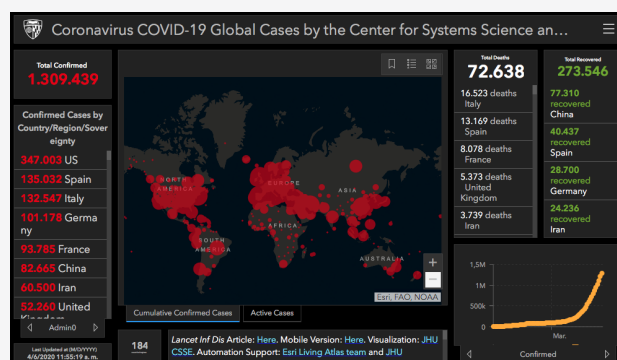 Coronavirus COVID-19 Global Cases by the Center for Systems Science an...
Total Confirmed
1.309.439
Confirmed Cases by
Country/Region/Sover
eignty
347.003 US
135.032 Spain
132.547 Italy
101.178 Germa
ny
93.785 France
82.665 China
60.500 Iran
52.260 United
Kingdom
Admin0
Last Updated at (M/D/YYYY)
4/6/2020 11:55:19 a. m.
NORTH
AMERICA
SOUTH
AMERICA
EUROPE
AFRICA
ASIA
AUSTRALIA
+
−
Esri, FAO, NOAA
Cumulative Confirmed Cases
Active Cases
184
Lancet Inf Dis Article: Here. Mobile Version: Here. Visualization: JHU
CSSE. Automation Support: Esri Living Atlas team and JHU
Total Deaths
72.638
16.523 deaths
Italy
13.169 deaths
Spain
8.078 deaths
France
5.373 deaths
United
Kingdom
3.739 deaths
Iran
Total Recovered
273.546
77.310
recovered
China
40.437
recovered
Spain
28.700
recovered
Germany
24.236
recovered
Iran
1,5M
1M
500k
0
Mar.
Confirmed